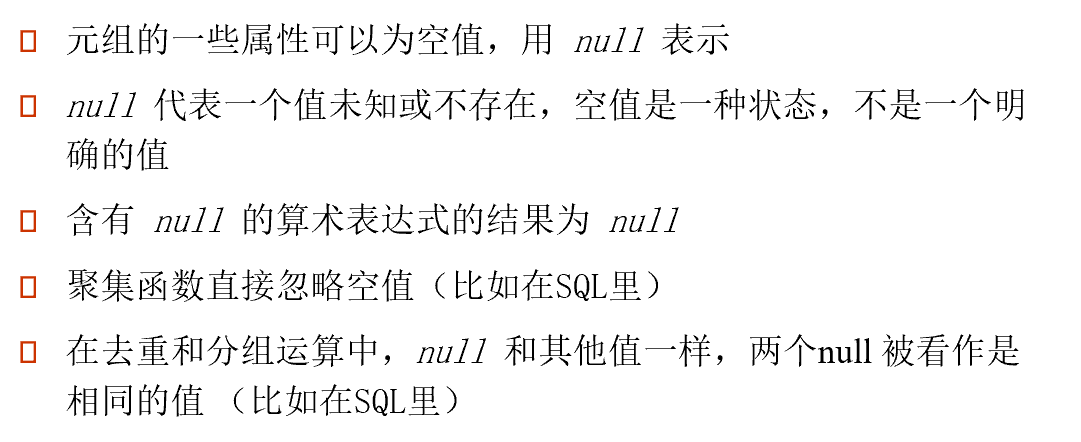 元组的一些属性可以为空值，用 null 表示
null 代表一个值未知或不存在，空值是一种状态，不是一个明
确的值
含有 null 的算术表达式的结果为 null
聚集函数直接忽略空值（比如在SQL里）
在去重和分组运算中，null 和其他值一样，两个null 被看作是
相同的值 （比如在SQL里）